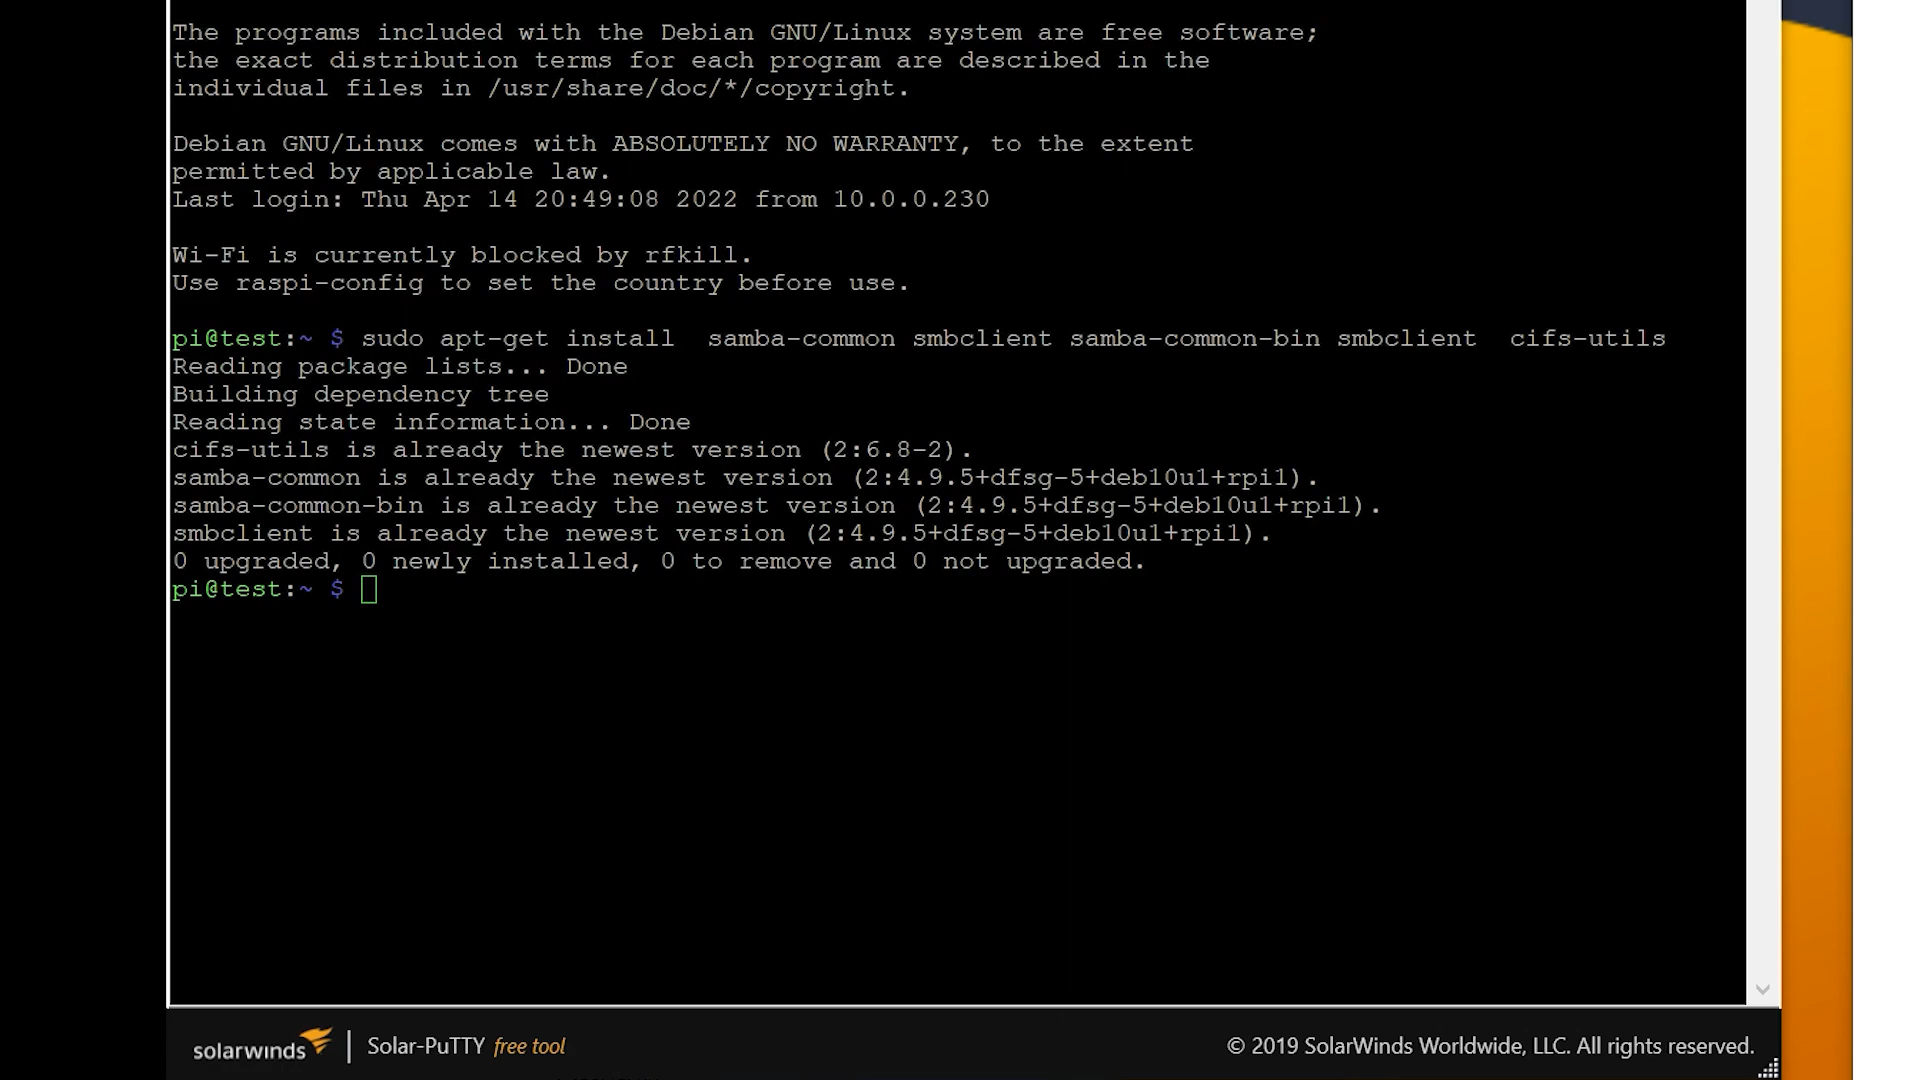 The programs included with the Debian GNU/Linux system are free software;
the exact distribution terms for each program are described in the
individual files in /usr/share/doc/*/copyright.
Debian GNU/Linux comes with ABSOLUTELY NO WARRANTY, to the extent
permitted by applicable law.
Last login: Thu Apr 14 20:49:08 2022 from 10.0.0.230
Wi-Fi is currently blocked by rfkill.
Use raspi-config to set the country before use.
pi@test:~ $ sudo apt-get install  samba-common smbclient samba-common-bin smbclient  cifs-utils
Reading package lists... Done
Building dependency tree
Reading state information... Done
cifs-utils is already the newest version (2:6.8-2).
samba-common is already the newest version (2:4.9.5+dfsg-5+deb10u1+rpi1).
samba-common-bin is already the newest version (2:4.9.5+dfsg-5+deb10u1+rpi1).
smbclient is already the newest version (2:4.9.5+dfsg-5+deb10u1+rpi1).
0 upgraded, 0 newly installed, 0 to remove and 0 not upgraded.
pi@test:~ $
solarwinds | Solar-PuTTY free tool © 2019 SolarWinds Worldwide, LLC. All rights reserved.